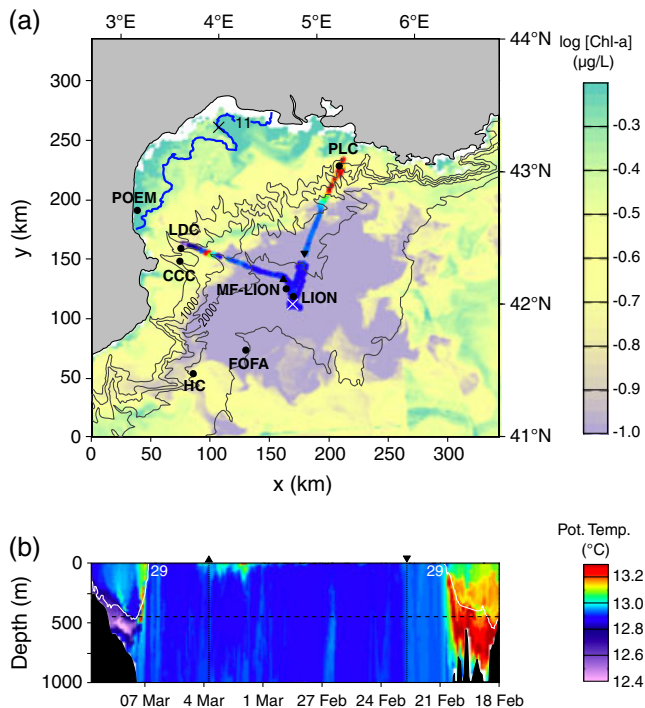 (a)
3°E 4°E 5°E 6°E
44°N
log [Chl-a]
(µg/L)
300
250
200
150
100
50
0
y (km)
11
PLC
POEM
LDC
CCC
MF-LION
LION
1000
2000
FOFA
HC
43°N
42°N
41°N
-0.3
-0.4
-0.5
-0.6
-0.7
-0.8
-0.9
-1.0
0 50 100 150 200 250 300
x (km)
(b)
Pot. Temp.
(°C)
0
500
1000
Depth (m)
29
29
13.2
13.0
12.8
12.6
12.4
07 Mar 4 Mar 1 Mar 27 Feb 24 Feb 21 Feb 18 Feb